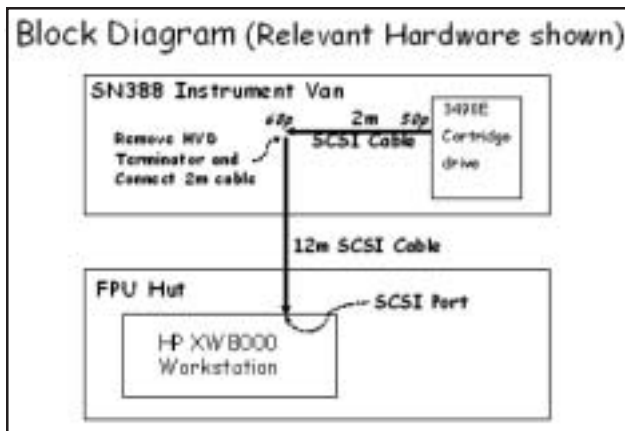 Block Diagram (Relevant Hardware shown)
SN388 Instrument Van
68p
2m
50p
SCSI Cable
3490E
Cartridge
drive
Remove HVD
Terminator and
Connect 2m cable
12m SCSI Cable
FPU Hut
SCSI Port
HP XW8000
Workstation